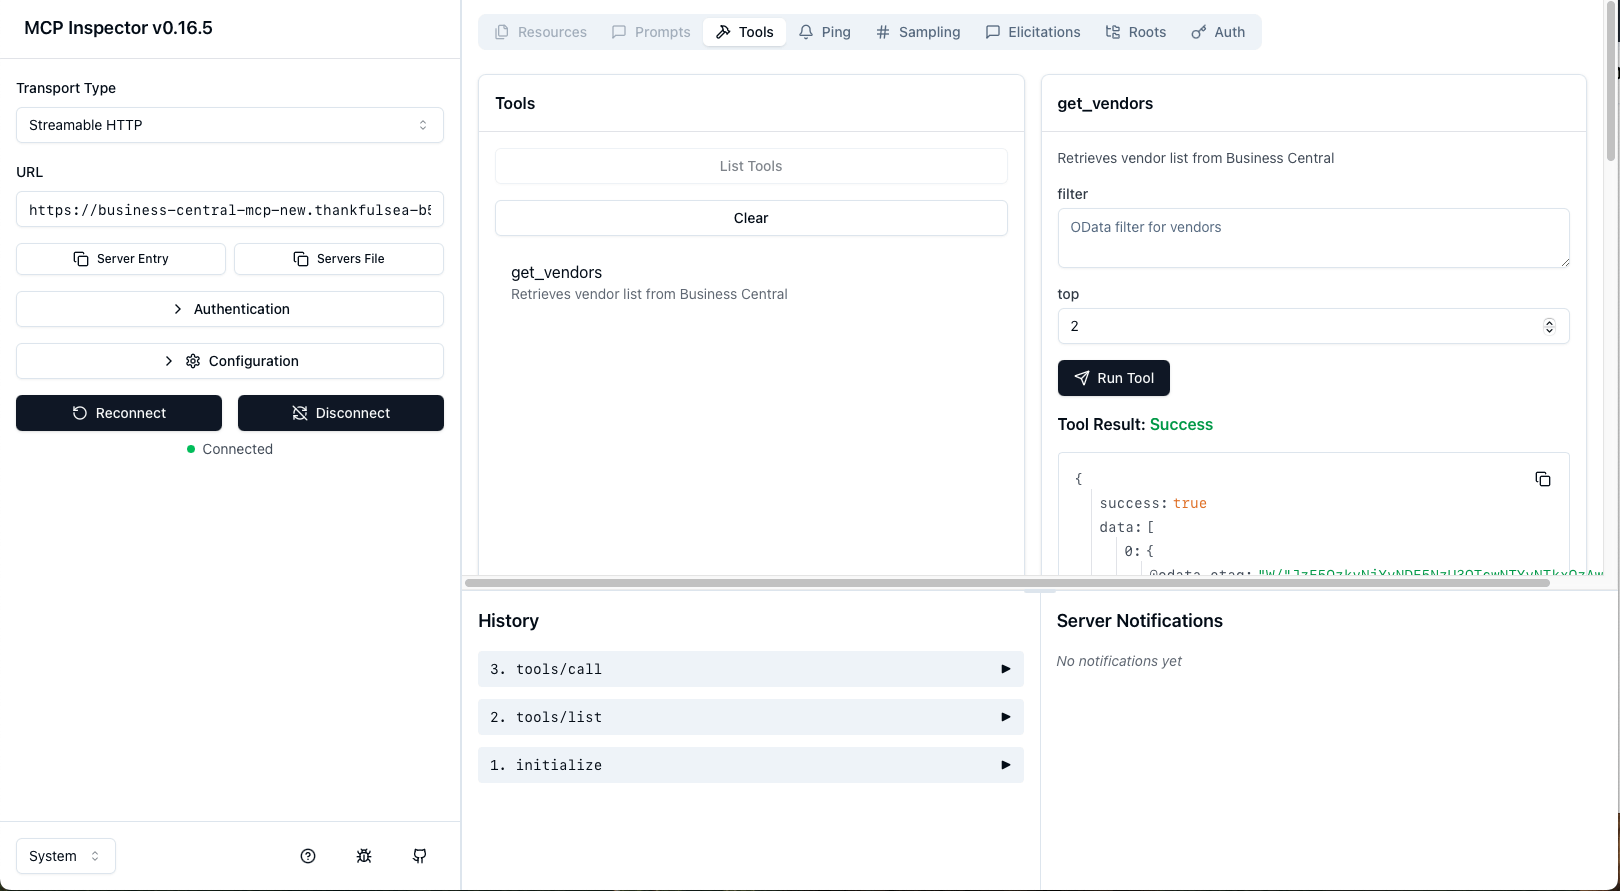 MCP Inspector v0.16.5
Transport Type
Streamable HTTP
URL
https://business-central-mcp-new.thankfulsea-b5
Server Entry
Servers File
Authentication
Configuration
Reconnect
Disconnect
Connected
System
Resources
Prompts
Tools
Ping
Sampling
Elicitations
Roots
Auth
Tools
List Tools
Clear
get_vendors
Retrieves vendor list from Business Central
get_vendors
Retrieves vendor list from Business Central
filter
OData filter for vendors
top
2
Run Tool
Tool Result: Success
{
success: true
data: [
0: {
@odata.etag:
History
3. tools/call
2. tools/list
1. initialize
Server Notifications
No notifications yet